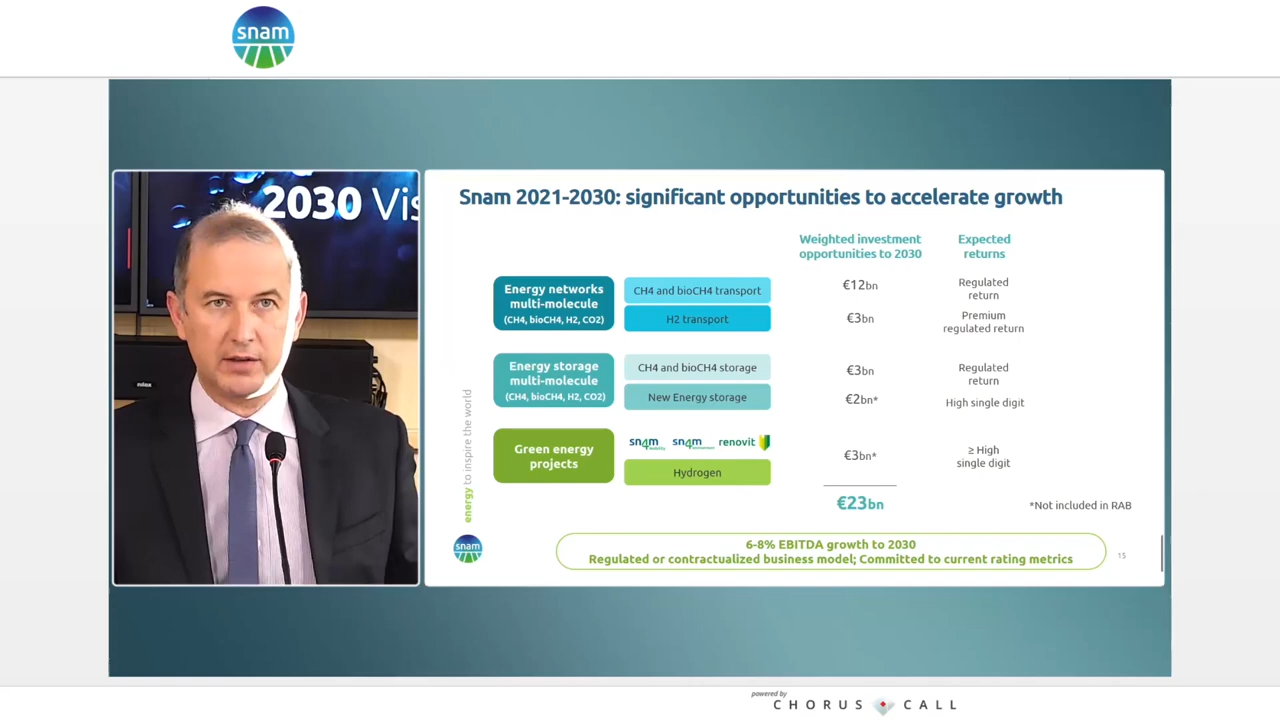 snam
2030 Vis
Snam 2021-2030: significant opportunities to accelerate growth
Weighted investment
opportunities to 2030
Expected
returns
Energy networks
multi-molecule
(CH4, bioCH4, H2, CO2)
CH4 and bioCH4 transport
€12bn
Regulated
return
H2 transport
€3bn
Premium
regulated return
Energy storage
multi-molecule
(CH4, bioCH4, H2, CO2)
CH4 and bioCH4 storage
€3bn
Regulated
return
New Energy storage
€2bn*
High single digit
Green energy
projects
sn4m mobility
sn4m
renovit
Hydrogen
€3bn*
≥ High
single digit
€23bn
*Not included in RAB
energy to inspire the world
snam
6-8% EBITDA growth to 2030
Regulated or contractualized business model; Committed to current rating metrics
15
powered by
CHORUS CALL